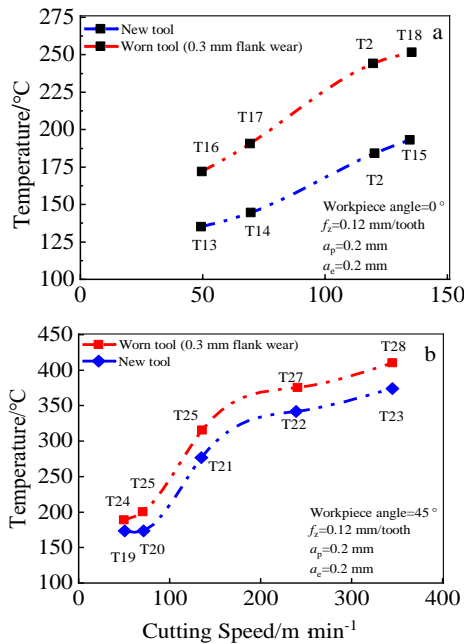 a
New tool
Worn tool (0.3 mm flank wear)
275
250
225
200
175
150
125
100
Temperature/°C
T18
T2
T17
T16
T15
T2
T14
T13
Workpiece angle=0 °
fz=0.12 mm/tooth
ap=0.2 mm
ae=0.2 mm
0 50 100 150
b
Worn tool (0.3 mm flank wear)
New tool
450
400
350
300
250
200
150
100
Temperature/°C
T28
T27
T25
T25
T24
T23
T22
T21
T20
T19
Workpiece angle=45 °
fz=0.12 mm/tooth
ap=0.2 mm
ae=0.2 mm
0 100 200 300 400
Cutting Speed/m ·min-1